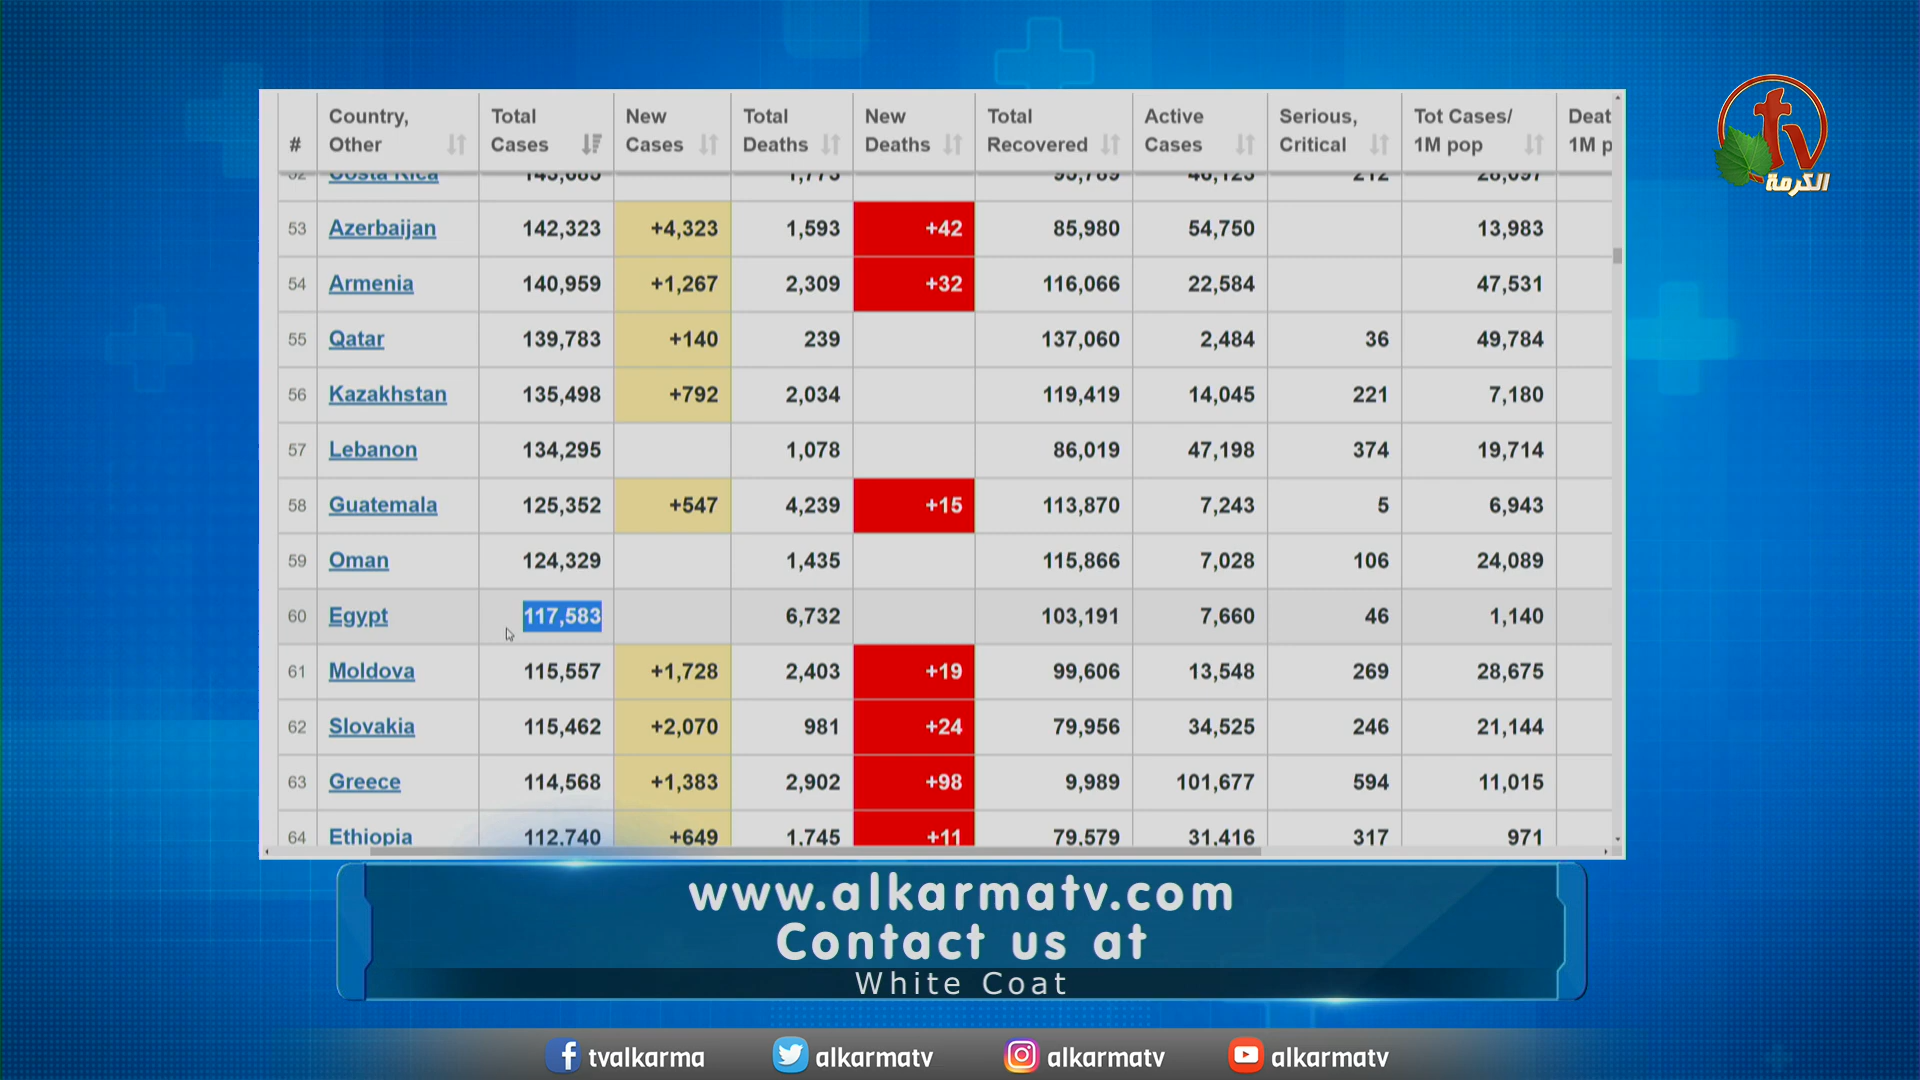 # Country, Other Total Cases New Cases Total Deaths New Deaths Total Recovered Active Cases Serious, Critical Tot Cases/ 1M pop
53 Azerbaijan 142,323 +4,323 1,593 +42 85,980 54,750 13,983
54 Armenia 140,959 +1,267 2,309 +32 116,066 22,584 47,531
55 Qatar 139,783 +140 239 137,060 2,484 36 49,784
56 Kazakhstan 135,498 +792 2,034 119,419 14,045 221 7,180
57 Lebanon 134,295 1,078 86,019 47,198 374 19,714
58 Guatemala 125,352 +547 4,239 +15 113,870 7,243 5 6,943
59 Oman 124,329 1,435 115,866 7,028 106 24,089
60 Egypt 117,583 6,732 103,191 7,660 46 1,140
61 Moldova 115,557 +1,728 2,403 +19 99,606 13,548 269 28,675
62 Slovakia 115,462 +2,070 981 +24 79,956 34,525 246 21,144
63 Greece 114,568 +1,383 2,902 +98 9,989 101,677 594 11,015
64 Ethiopia 112,740 +649 1,745 +11 79,579 31,416 317 971
tv
الكرمة
www.alkarmatv.com
Contact us at
White Coat
tvalkarma alkarmatv alkarmatv alkarmatv